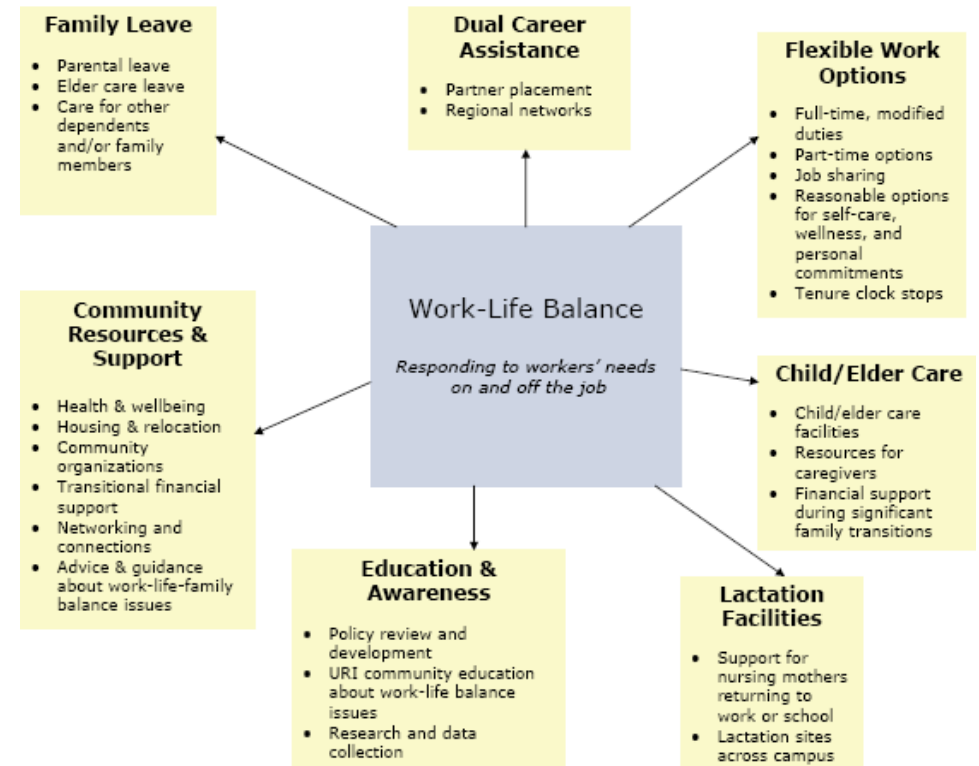 Family Leave
• Parental leave
• Elder care leave
• Care for other
dependents
and/or family
members
Dual Career
Assistance
• Partner placement
• Regional networks
Flexible Work
Options
• Full-time, modified
duties
• Part-time options
• Job sharing
• Reasonable options
for self-care,
wellness, and
personal
commitments
• Tenure clock stops
Work-Life Balance
Responding to workers’ needs
on and off the job
Community
Resources &
Support
• Health & wellbeing
• Housing & relocation
• Community
organizations
• Transitional financial
support
• Networking and
connections
• Advice & guidance
about work-life-family
balance issues
Child/Elder Care
• Child/elder care
facilities
• Resources for
caregivers
• Financial support
during significant
family transitions
Education &
Awareness
• Policy review and
development
• URI community education
about work-life balance
issues
• Research and data
collection
Lactation
Facilities
• Support for
nursing mothers
returning to
work or school
• Lactation sites
across campus